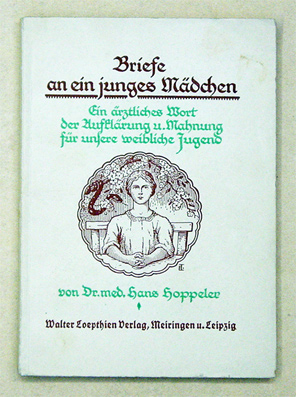 Briefe
an ein junges Mädchen
Ein ärztliches Wort
der Aufklärung u. Mahnung
für unsere weibliche Jugend
von Dr. med. Hans Hoppeler
Walter Loepthien Verlag, Meiringen u. Leipzig